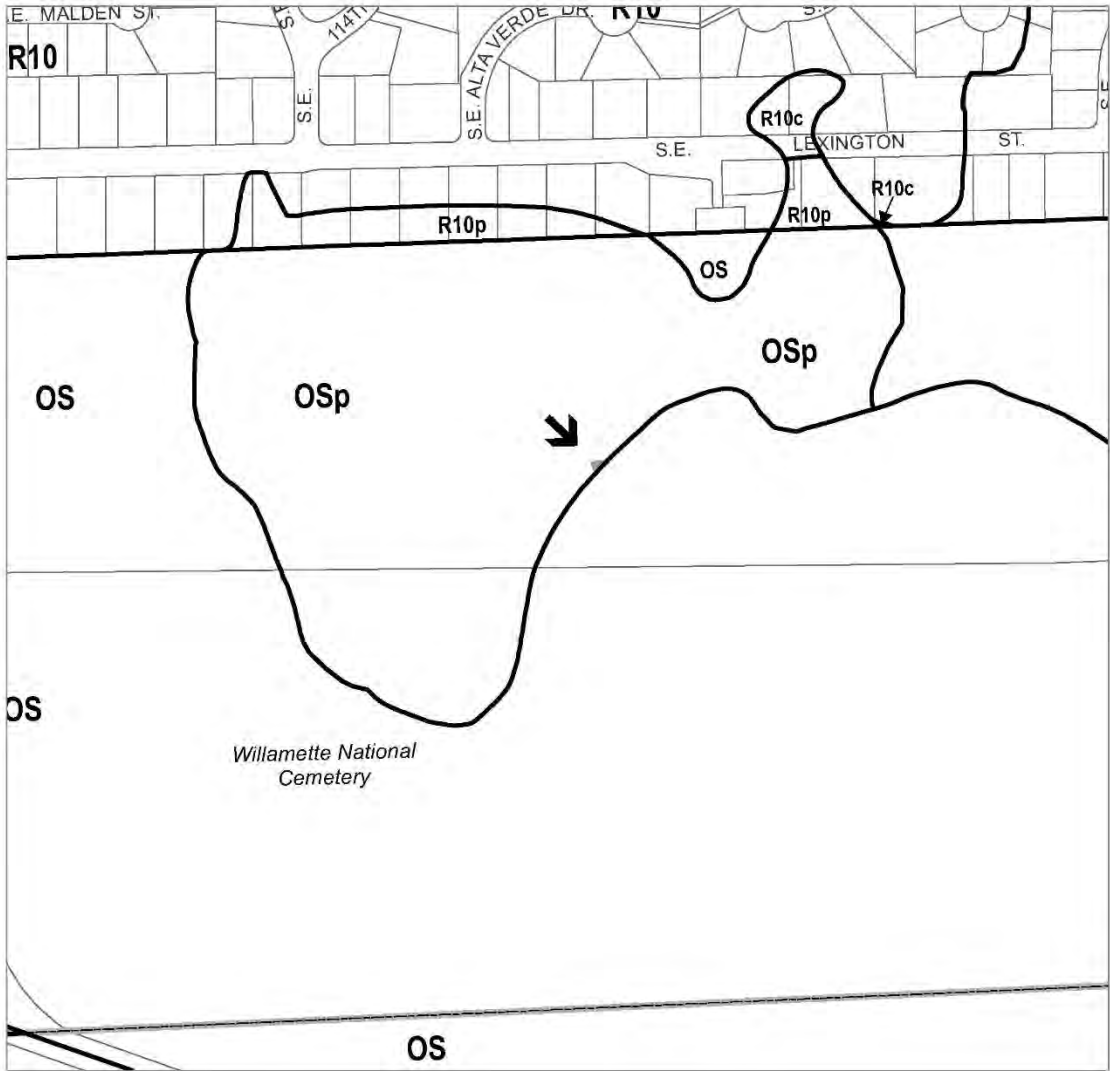 E. MALDEN ST.
114TH
S.E. ALTA VERDE DR.
R10
R10
S.E.
R10c
S.E.
LEXINGTON
ST.
R10c
R10p
R10p
OS
OSp
OS
OSp
OS
Willamette National
Cemetery
OS